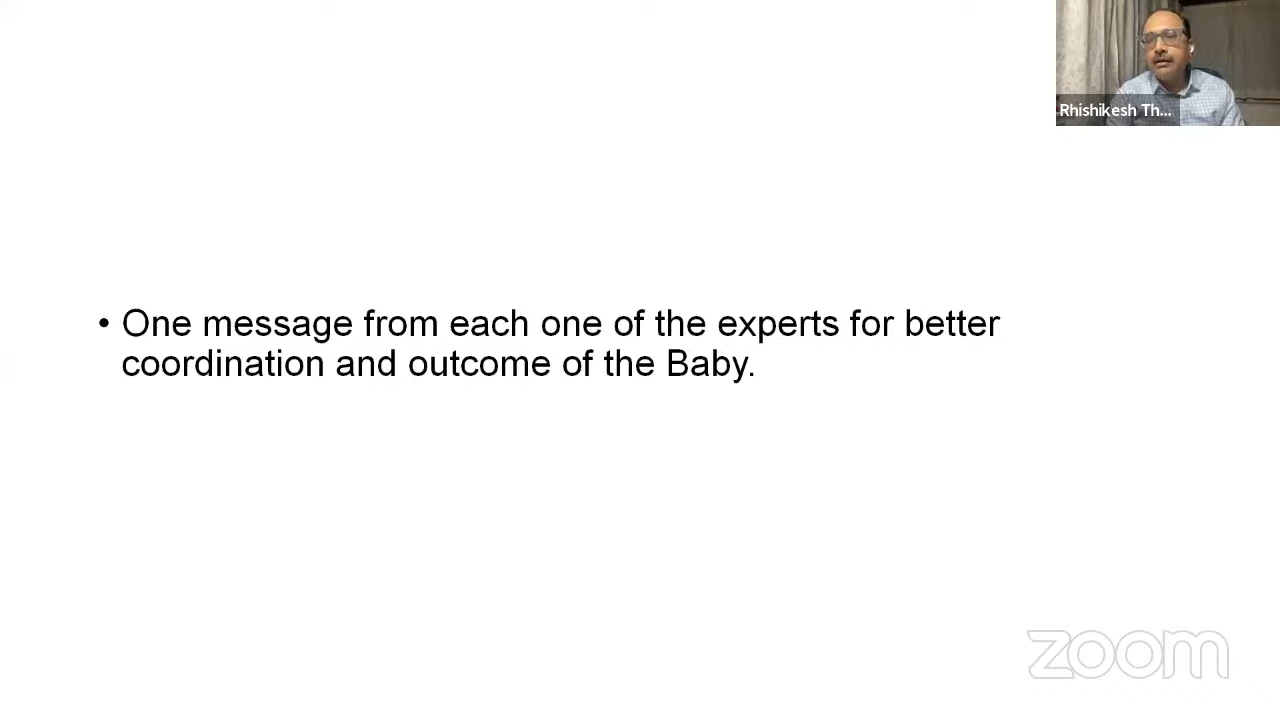 Rhishikesh Th...
• One message from each one of the experts for better
coordination and outcome of the Baby.
zoom